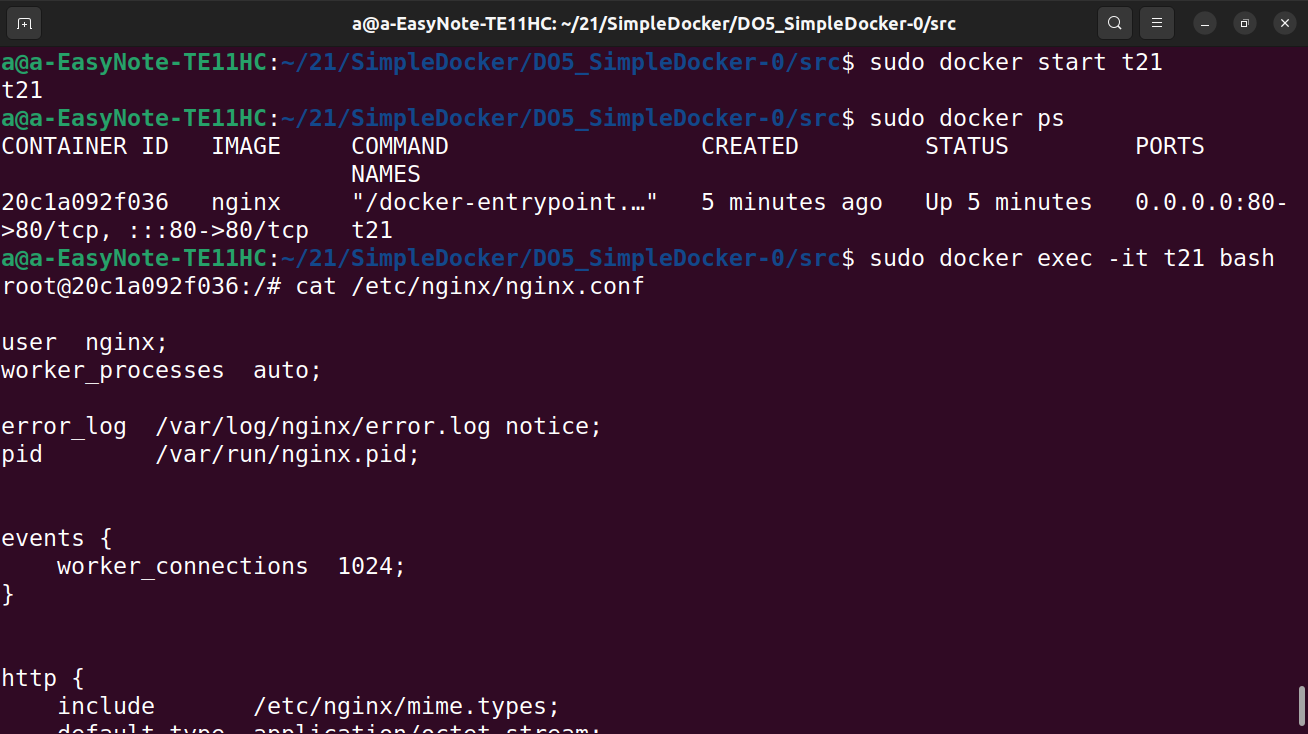 a@a-EasyNote-TE11HC: ~/21/SimpleDocker/DO5_SimpleDocker-0/src
a@a-EasyNote-TE11HC:~/21/SimpleDocker/DO5_SimpleDocker-0/src$ sudo docker start t21
t21
a@a-EasyNote-TE11HC:~/21/SimpleDocker/DO5_SimpleDocker-0/src$ sudo docker ps
CONTAINER ID   IMAGE     COMMAND                  CREATED         STATUS         PORTS
                         NAMES
20c1a092f036   nginx     "/docker-entrypoint.…"   5 minutes ago   Up 5 minutes   0.0.0.0:80-
>80/tcp, :::80->80/tcp   t21
a@a-EasyNote-TE11HC:~/21/SimpleDocker/DO5_SimpleDocker-0/src$ sudo docker exec -it t21 bash
root@20c1a092f036:/# cat /etc/nginx/nginx.conf
user  nginx;
worker_processes  auto;
error_log  /var/log/nginx/error.log notice;
pid        /var/run/nginx.pid;
events {
    worker_connections  1024;
}
http {
    include       /etc/nginx/mime.types;
    default_type  application/octet-stream;